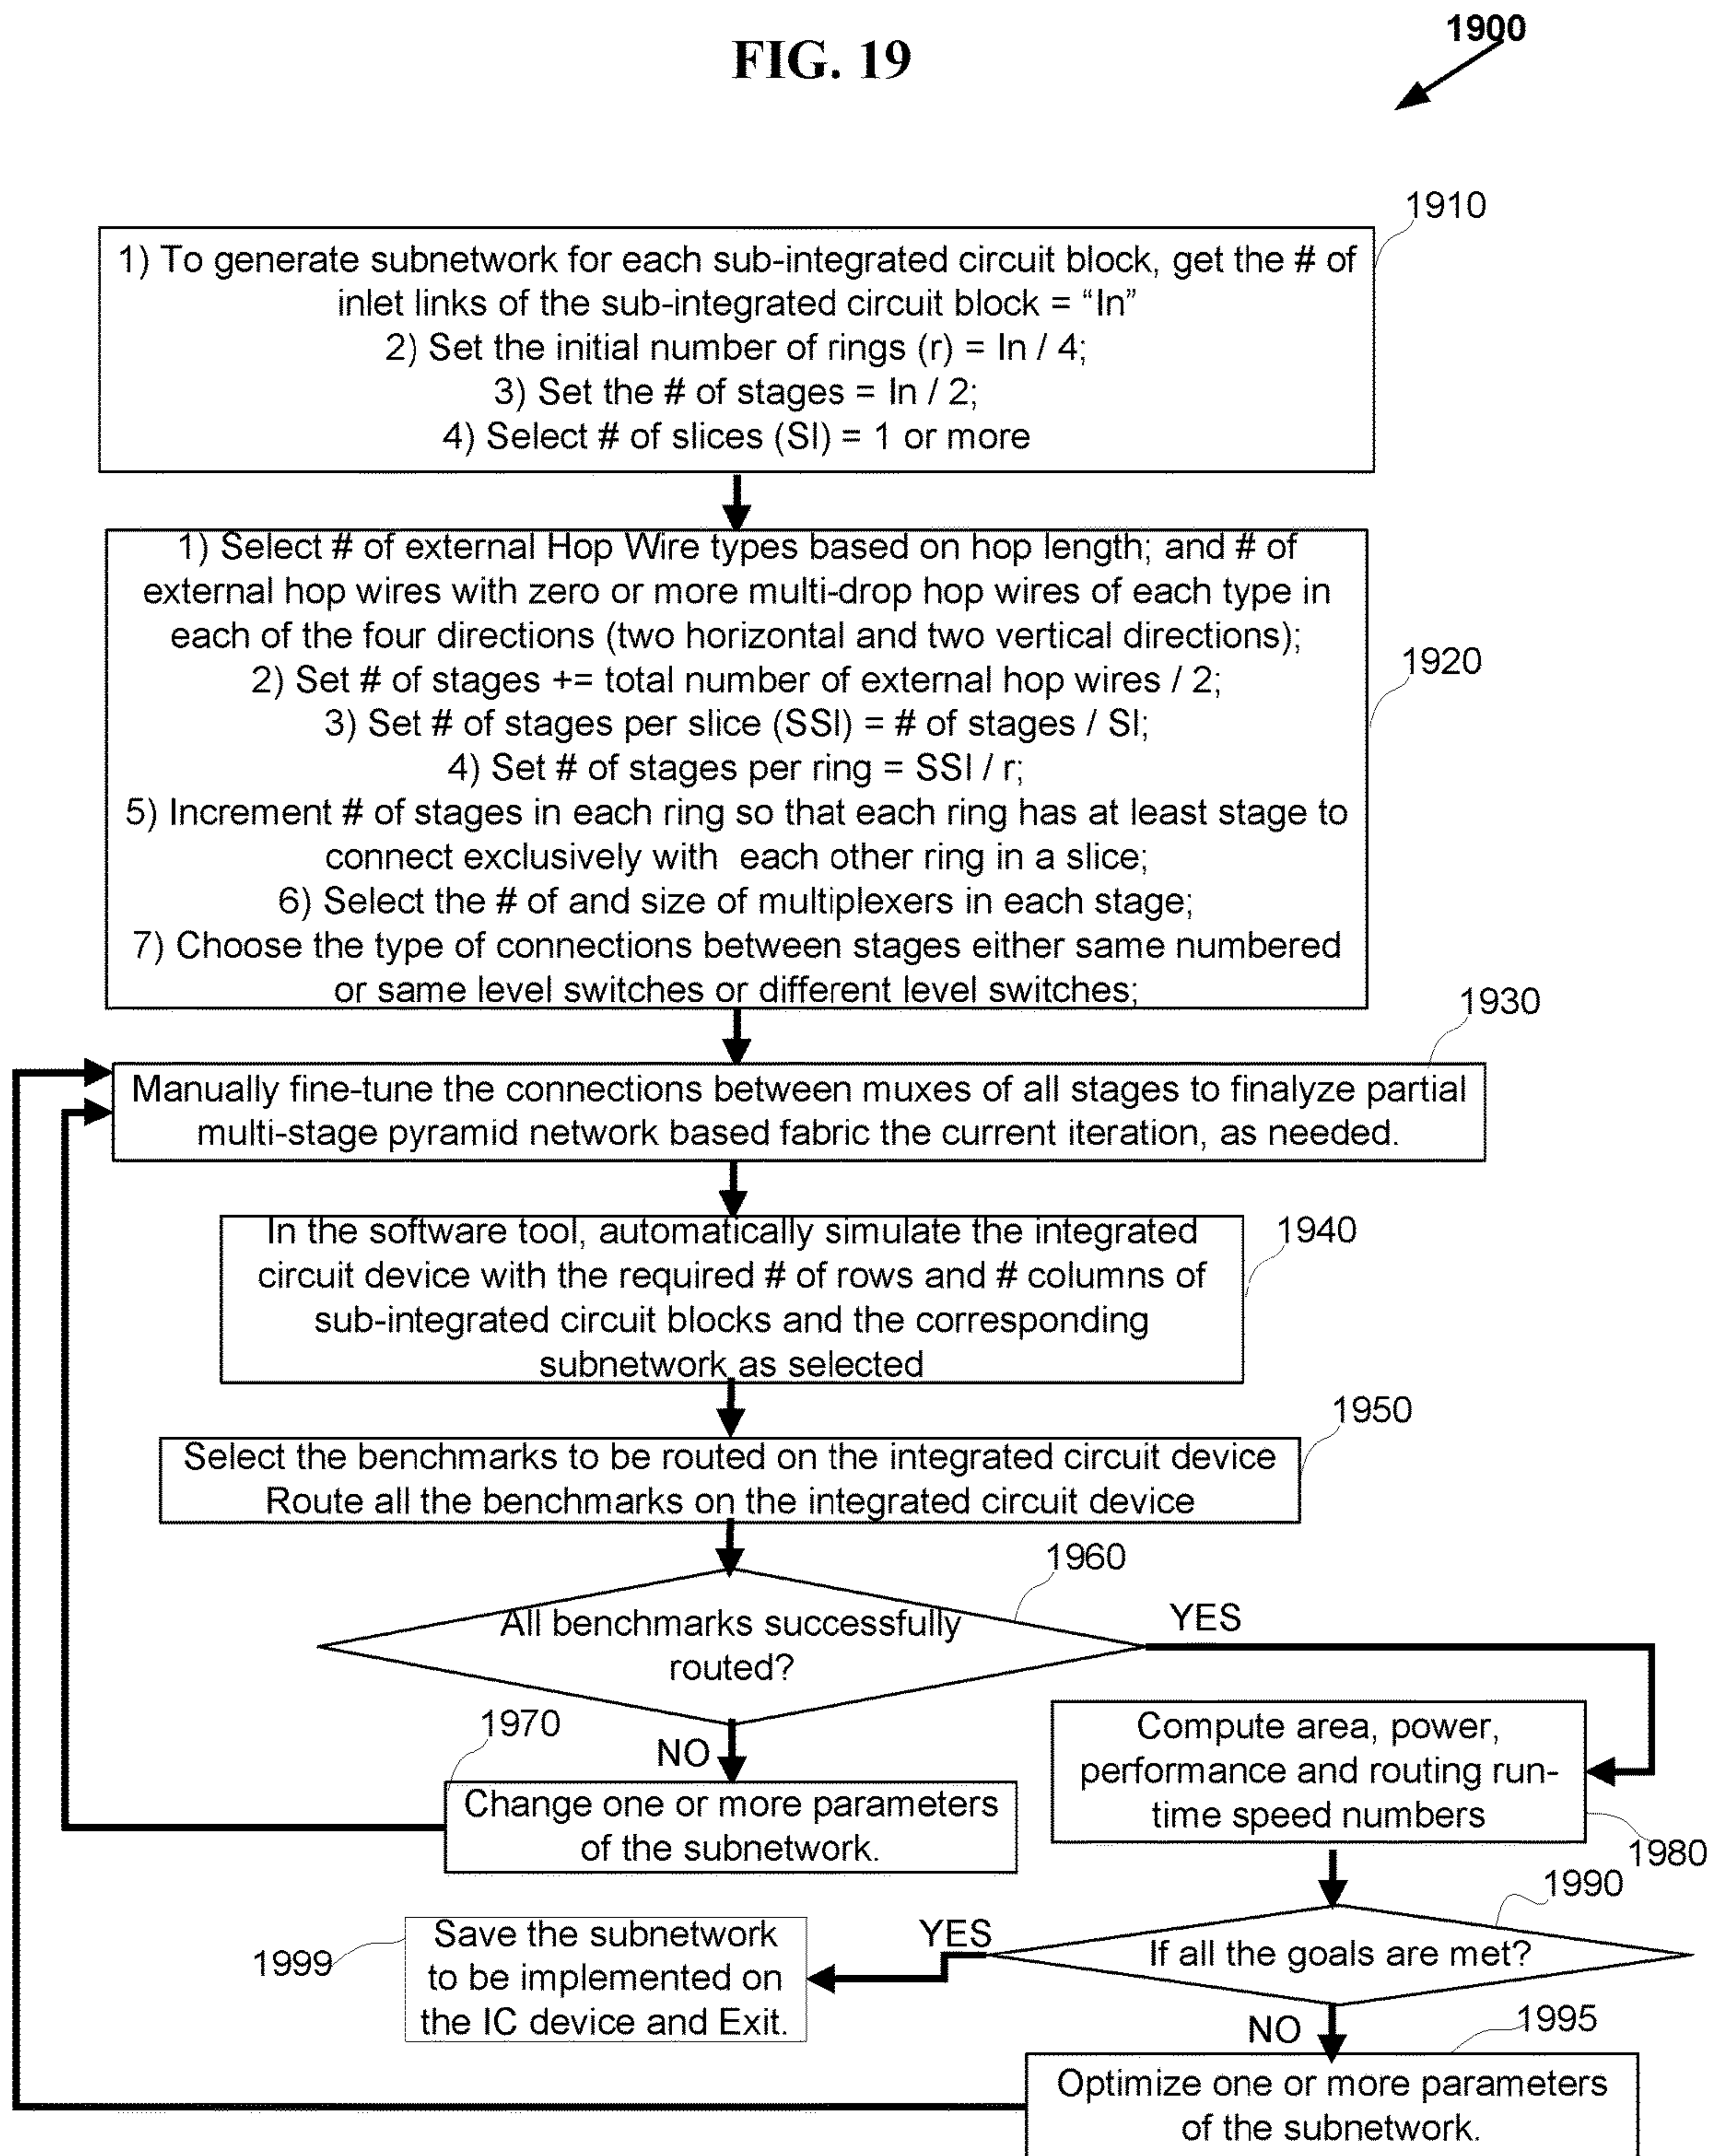 FIG. 19
1900
1910
1) To generate subnetwork for each sub-integrated circuit block, get the # of
inlet links of the sub-integrated circuit block = “In”
2) Set the initial number of rings (r) = In / 4;
3) Set the # of stages = In / 2;
4) Select # of slices (Sl) = 1 or more
1920
1) Select # of external Hop Wire types based on hop length; and # of
external hop wires with zero or more multi-drop hop wires of each type in
each of the four directions (two horizontal and two vertical directions);
2) Set # of stages += total number of external hop wires / 2;
3) Set # of stages per slice (SSl) = # of stages / Sl;
4) Set # of stages per ring = SSl / r;
5) Increment # of stages in each ring so that each ring has at least stage to
connect exclusively with each other ring in a slice;
6) Select the # of and size of multiplexers in each stage;
7) Choose the type of connections between stages either same numbered
or same level switches or different level switches;
1930
Manually fine-tune the connections between muxes of all stages to finalyze partial
multi-stage pyramid network based fabric the current iteration, as needed.
1940
In the software tool, automatically simulate the integrated
circuit device with the required # of rows and # columns of
sub-integrated circuit blocks and the corresponding
subnetwork as selected
1950
Select the benchmarks to be routed on the integrated circuit device
Route all the benchmarks on the integrated circuit device
1960
All benchmarks successfully
routed?
YES
NO
1970
Change one or more parameters
of the subnetwork.
Compute area, power,
performance and routing run-
time speed numbers
1980
1990
If all the goals are met?
YES
1999
Save the subnetwork
to be implemented on
the IC device and Exit.
NO
1995
Optimize one or more parameters
of the subnetwork.